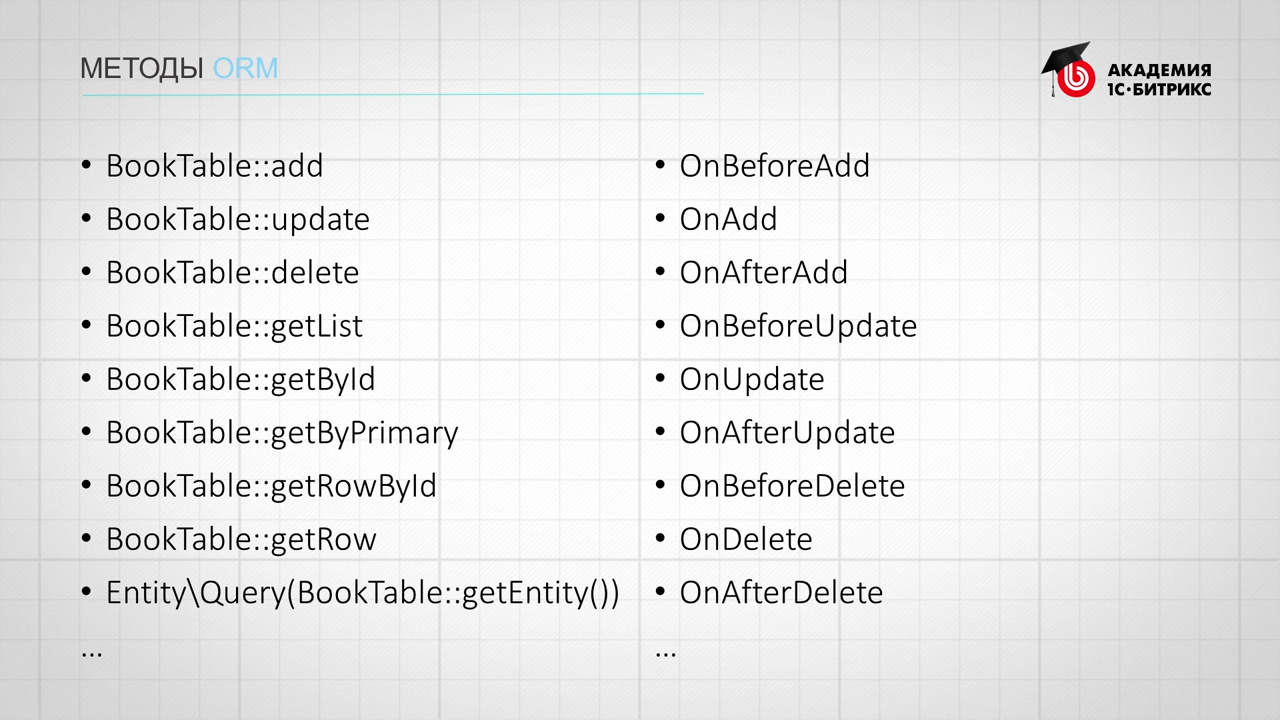 МЕТОДЫ ORM
АКАДЕМИЯ
1С·БИТРИКС
• BookTable::add
• BookTable::update
• BookTable::delete
• BookTable::getList
• BookTable::getById
• BookTable::getByPrimary
• BookTable::getRowById
• BookTable::getRow
• Entity\Query(BookTable::getEntity())
...
• OnBeforeAdd
• OnAdd
• OnAfterAdd
• OnBeforeUpdate
• OnUpdate
• OnAfterUpdate
• OnBeforeDelete
• OnDelete
• OnAfterDelete
...